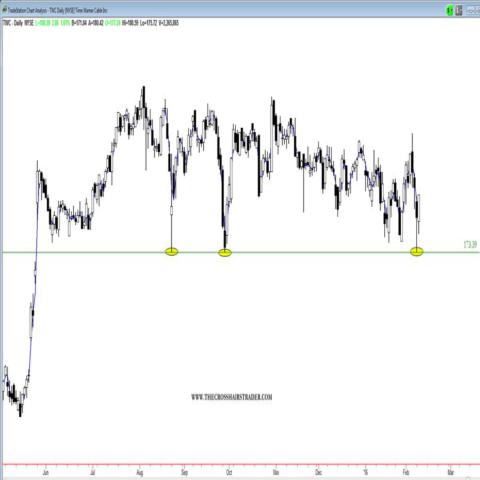 TradeStation Chart Analysis - TWC Daily [NYSE] Time Warner Cable Inc
TWC - Daily NYSE
173.39
WWW.THECROSSHAIRSTRADER.COM
Jun Jul Aug Sep Oct Nov Dec '16 Feb Mar